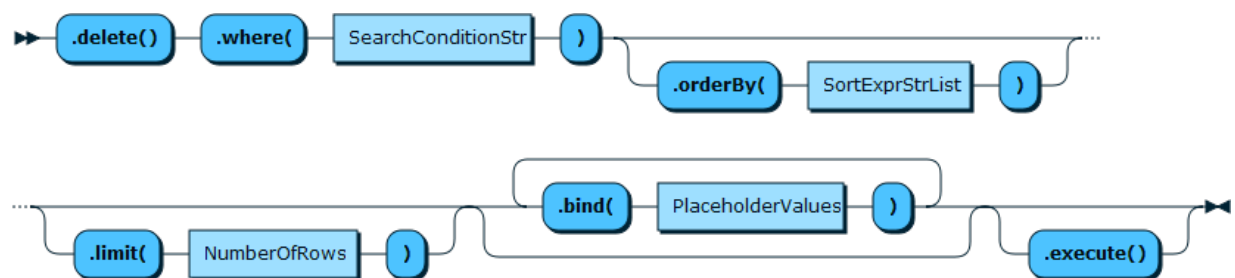 .delete() .where( SearchConditionStr )
.orderBy( SortExprStrList )
.bind( PlaceholderValues )
.limit( NumberOfRows ) .execute()